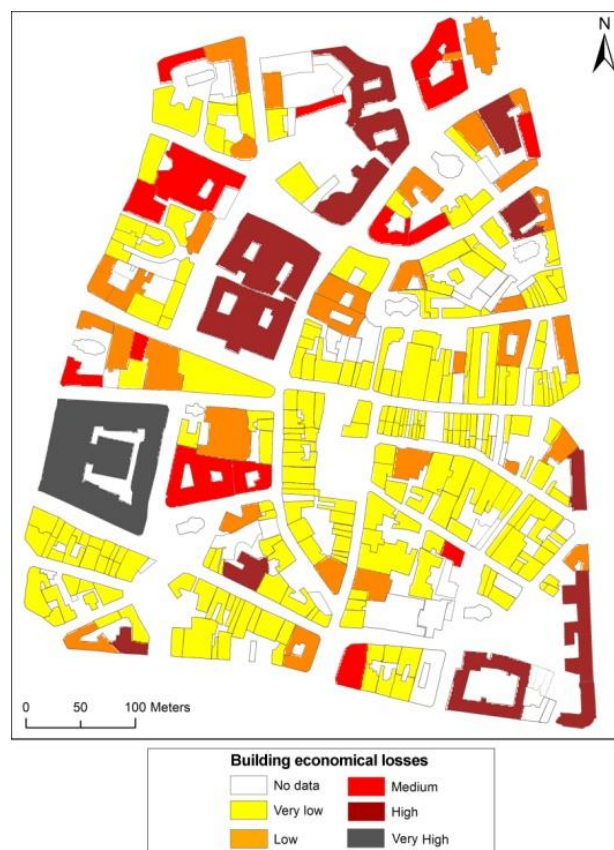 N
0 50 100 Meters
Building economical losses
No data Medium
Very low High
Low Very High